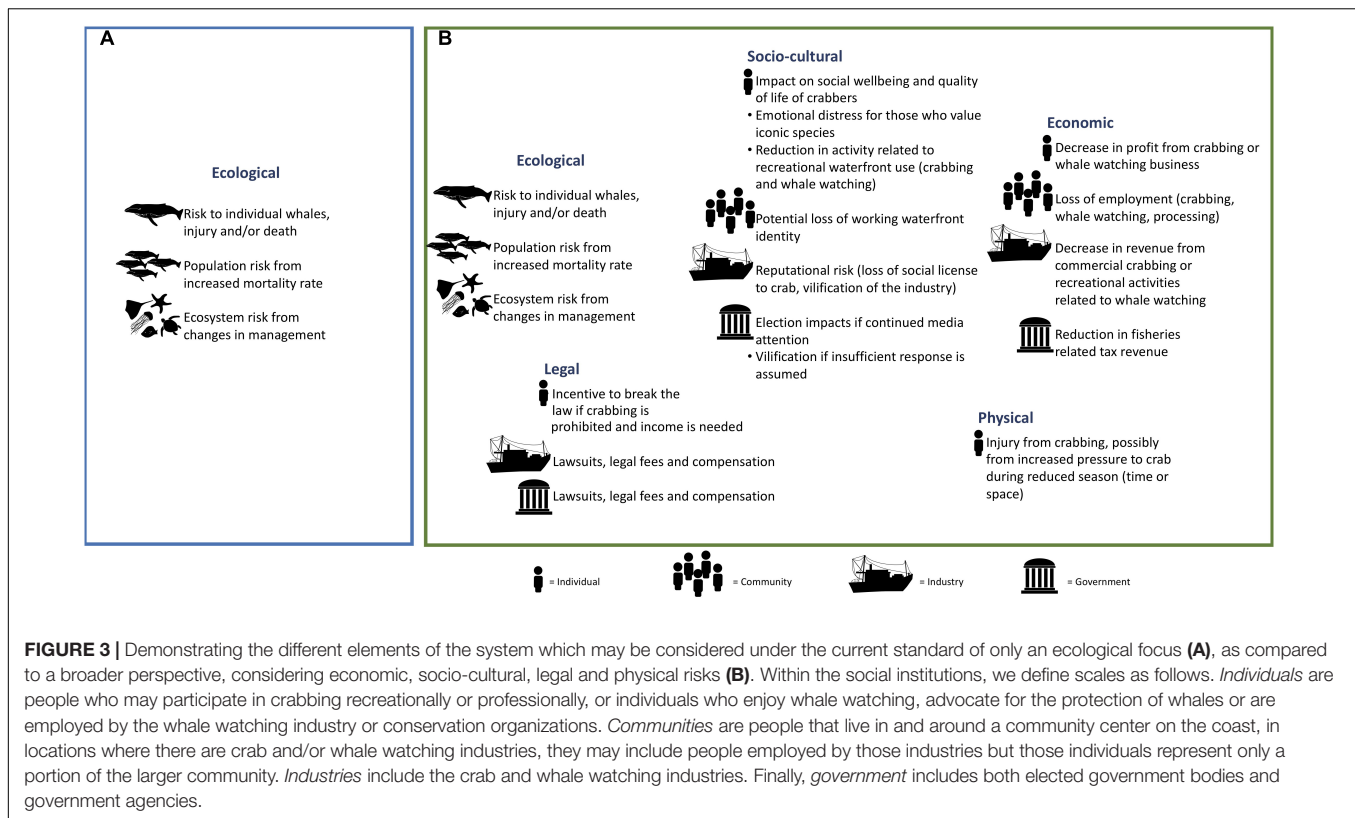 A
Ecological
Risk to individual whales,
injury and/or death
Population risk from
increased mortality rate
Ecosystem risk from
changes in management
B
Ecological
Risk to individual whales,
injury and/or death
Population risk from
increased mortality rate
Ecosystem risk from
changes in management
Legal
Incentive to break the
law if crabbing is
prohibited and income is needed
Lawsuits, legal fees and compensation
Lawsuits, legal fees and compensation
Socio-cultural
Impact on social wellbeing and quality
of life of crabbers
• Emotional distress for those who value
iconic species
• Reduction in activity related to
recreational waterfront use (crabbing
and whale watching)
Potential loss of working waterfront
identity
Reputational risk (loss of social license
to crab, vilification of the industry)
Election impacts if continued media
attention
• Vilification if insufficient response is
assumed
Economic
Decrease in profit from crabbing or
whale watching business
Loss of employment (crabbing,
whale watching, processing)
Decrease in revenue from
commercial crabbing or
recreational activities
related to whale watching
Reduction in fisheries
related tax revenue
Physical
Injury from crabbing, possibly
from increased pressure to crab
during reduced season (time or
space)
= Individual
= Community
= Industry
= Government
FIGURE 3 | Demonstrating the different elements of the system which may be considered under the current standard of only an ecological focus (A), as compared
to a broader perspective, considering economic, socio-cultural, legal and physical risks (B). Within the social institutions, we define scales as follows. Individuals are
people who may participate in crabbing recreationally or professionally, or individuals who enjoy whale watching, advocate for the protection of whales or are
employed by the whale watching industry or conservation organizations. Communities are people that live in and around a community center on the coast, in
locations where there are crab and/or whale watching industries, they may include people employed by those industries but those individuals represent only a
portion of the larger community. Industries include the crab and whale watching industries. Finally, government includes both elected government bodies and
government agencies.